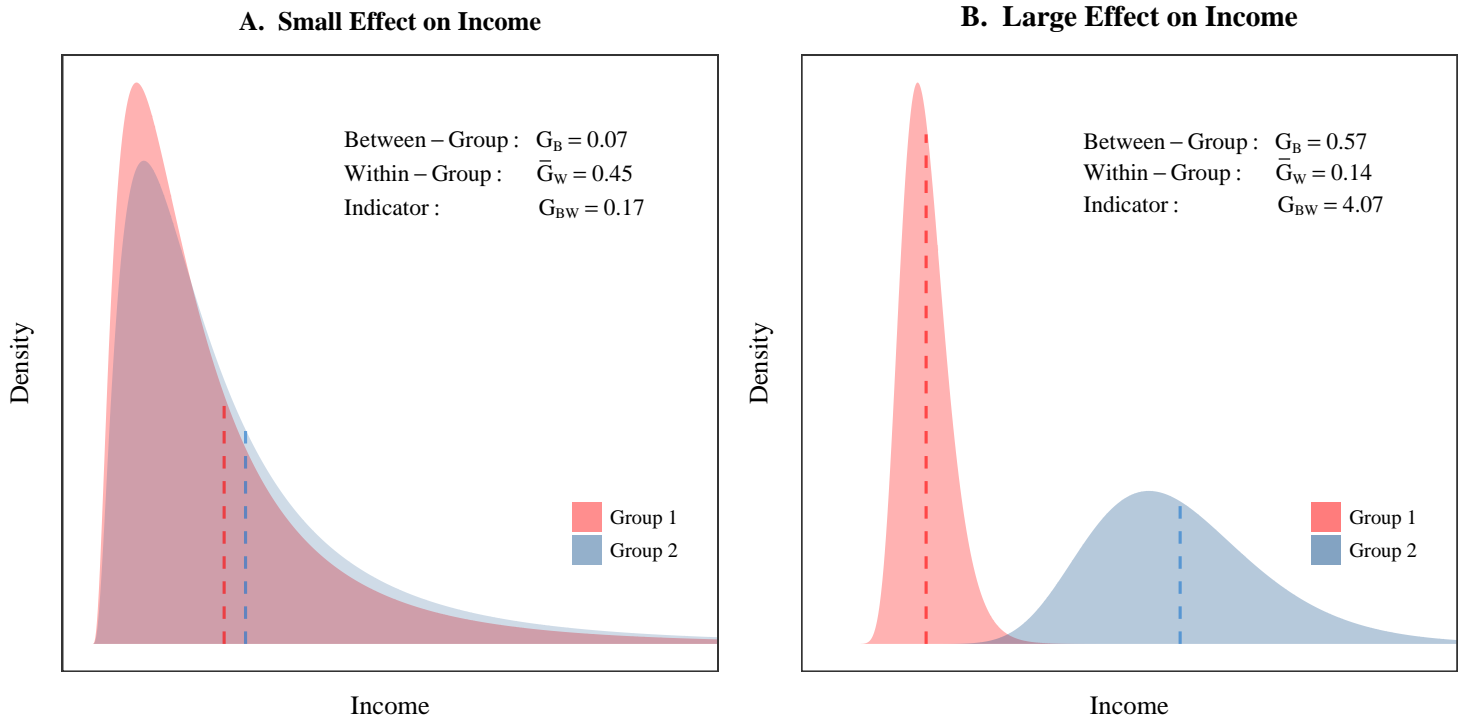 A. Small Effect on Income
Between – Group : G_B = 0.07
Within – Group : G̅_W = 0.45
Indicator : G_BW = 0.17
Density
Group 1
Group 2
Income
B. Large Effect on Income
Between – Group : G_B = 0.57
Within – Group : G̅_W = 0.14
Indicator : G_BW = 4.07
Density
Group 1
Group 2
Income